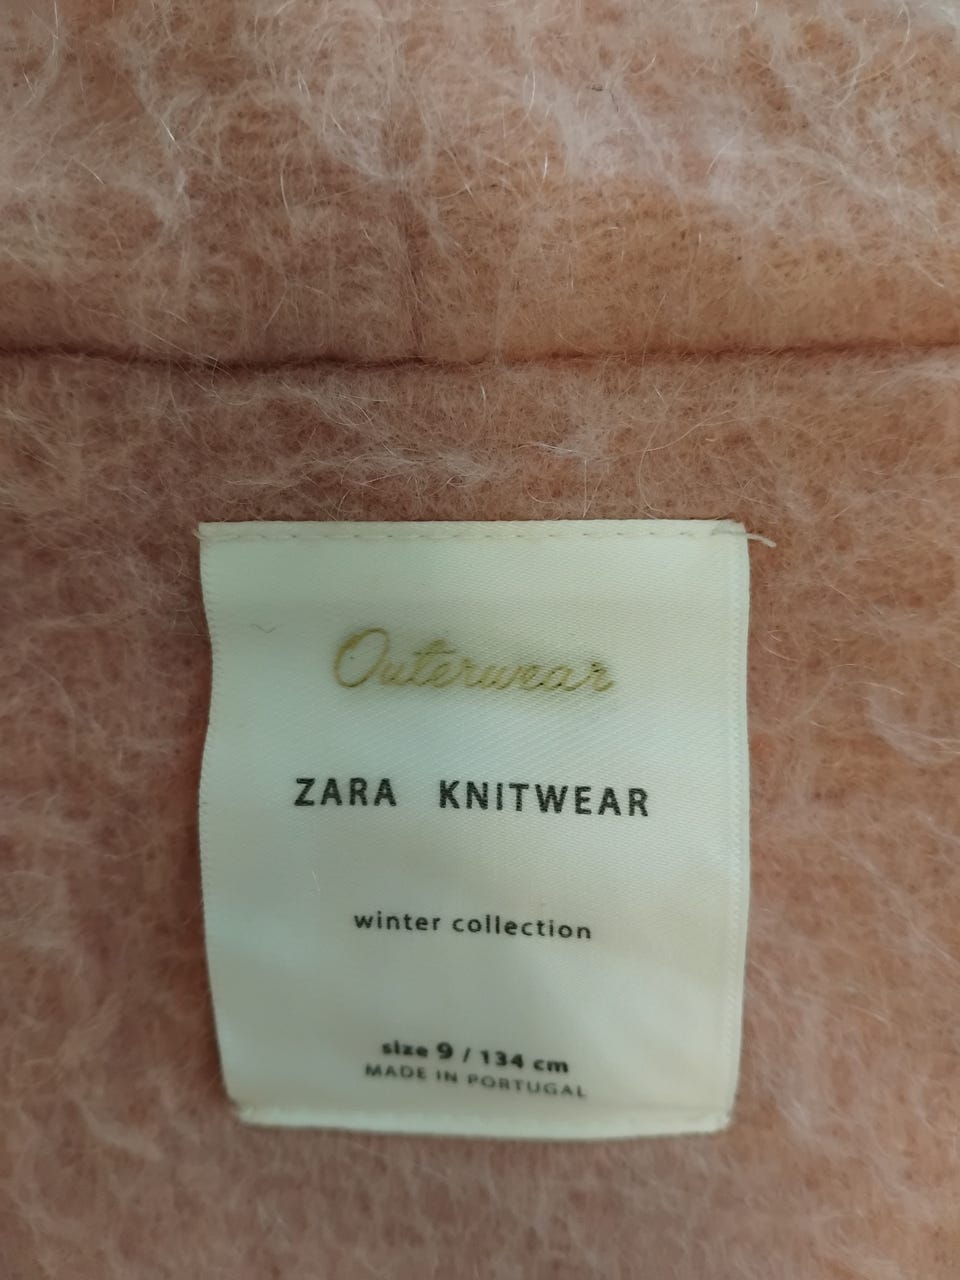 Outerwear
ZARA KNITWEAR
winter collection
size 9 / 134 cm
MADE IN PORTUGAL